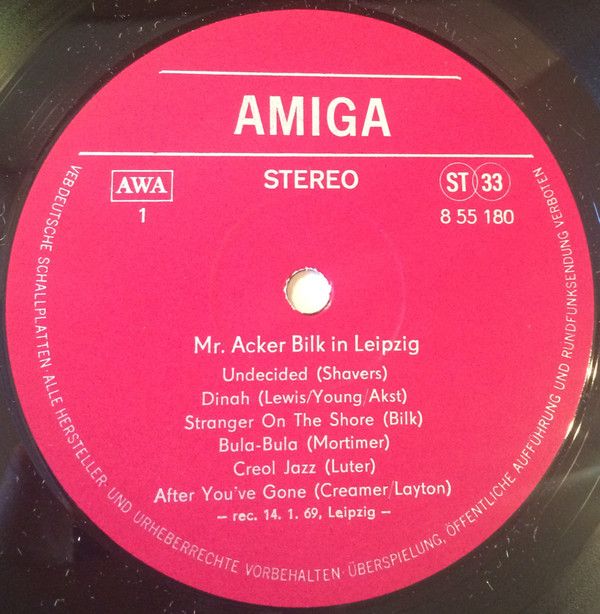 AMIGA
AWA
STEREO
ST 33
1
8 55 180
Mr. Acker Bilk in Leipzig
Undecided (Shavers)
Dinah (Lewis/Young/Akst)
Stranger On The Shore (Bilk)
Bula-Bula (Mortimer)
Creol Jazz (Luter)
After You've Gone (Creamer/Layton)
– rec. 14. 1. 69, Leipzig –
VEB DEUTSCHE SCHALLPLATTEN · ALLE HERSTELLER- UND URHEBERRECHTE VORBEHALTEN · ÜBERSPIELUNG, ÖFFENTLICHE AUFFÜHRUNG UND RUNDFUNKSENDUNG VERBOTEN